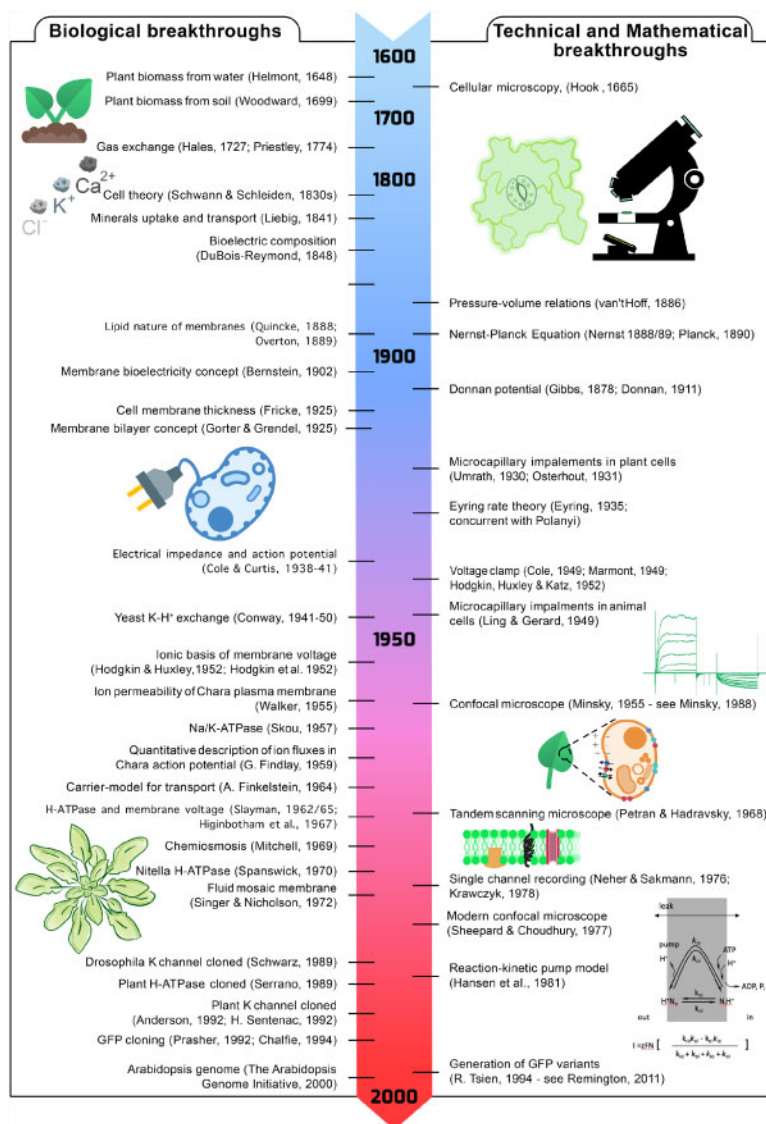 Biological breakthroughs
Plant biomass from water (Helmont, 1648)
Plant biomass from soil (Woodward, 1699)
Gas exchange (Hales, 1727; Priestley, 1774)
Ca2+
K+
Cl-
Cell theory (Schwann & Schleiden, 1830s)
Minerals uptake and transport (Liebig, 1841)
Bioelectric composition
(DuBois-Reymond, 1848)
Lipid nature of membranes (Quincke, 1888;
Overton, 1889)
Membrane bioelectricity concept (Bernstein, 1902)
Cell membrane thickness (Fricke, 1925)
Membrane bilayer concept (Gorter & Grendel, 1925)
Electrical impedance and action potential
(Cole & Curtis, 1938-41)
Yeast K-H+ exchange (Conway, 1941-50)
Ionic basis of membrane voltage
(Hodgkin & Huxley,1952; Hodgkin et al. 1952)
Ion permeability of Chara plasma membrane
(Walker, 1955)
Na/K-ATPase (Skou, 1957)
Quantitative description of ion fluxes in
Chara action potential (G. Findlay, 1959)
Carrier-model for transport (A. Finkelstein, 1964)
H-ATPase and membrane voltage (Slayman, 1962/65;
Higinbotham et al., 1967)
Chemiosmosis (Mitchell, 1969)
Nitella H-ATPase (Spanswick, 1970)
Fluid mosaic membrane
(Singer & Nicholson, 1972)
Drosophila K channel cloned (Schwarz, 1989)
Plant H-ATPase cloned (Serrano, 1989)
Plant K channel cloned
(Anderson, 1992; H. Sentenac, 1992)
GFP cloning (Prasher, 1992; Chalfie, 1994)
Arabidopsis genome (The Arabidopsis
Genome Initiative, 2000)
1600
1700
1800
1900
1950
2000
Technical and Mathematical
breakthroughs
Cellular microscopy, (Hook , 1665)
Pressure-volume relations (van'tHoff, 1886)
Nernst-Planck Equation (Nernst 1888/89; Planck, 1890)
Donnan potential (Gibbs, 1878; Donnan, 1911)
Microcapillary impalements in plant cells
(Umrath, 1930; Osterhout, 1931)
Eyring rate theory (Eyring, 1935;
concurrent with Polanyi)
Voltage clamp (Cole, 1949; Marmont, 1949;
Hodgkin, Huxley & Katz, 1952)
Microcapillary impalments in animal
cells (Ling & Gerard, 1949)
Confocal microscope (Minsky, 1955 - see Minsky, 1988)
Tandem scanning microscope (Petran & Hadravsky, 1968)
Single channel recording (Neher & Sakmann, 1976;
Krawczyk, 1978)
Modern confocal microscope
(Sheepard & Choudhury, 1977)
Reaction-kinetic pump model
(Hansen et al., 1981)
Generation of GFP variants
(R. Tsien, 1994 - see Remington, 2011)
leak
pump
H+
ATP
H+
ADP, Pi
out
in
I =zFN